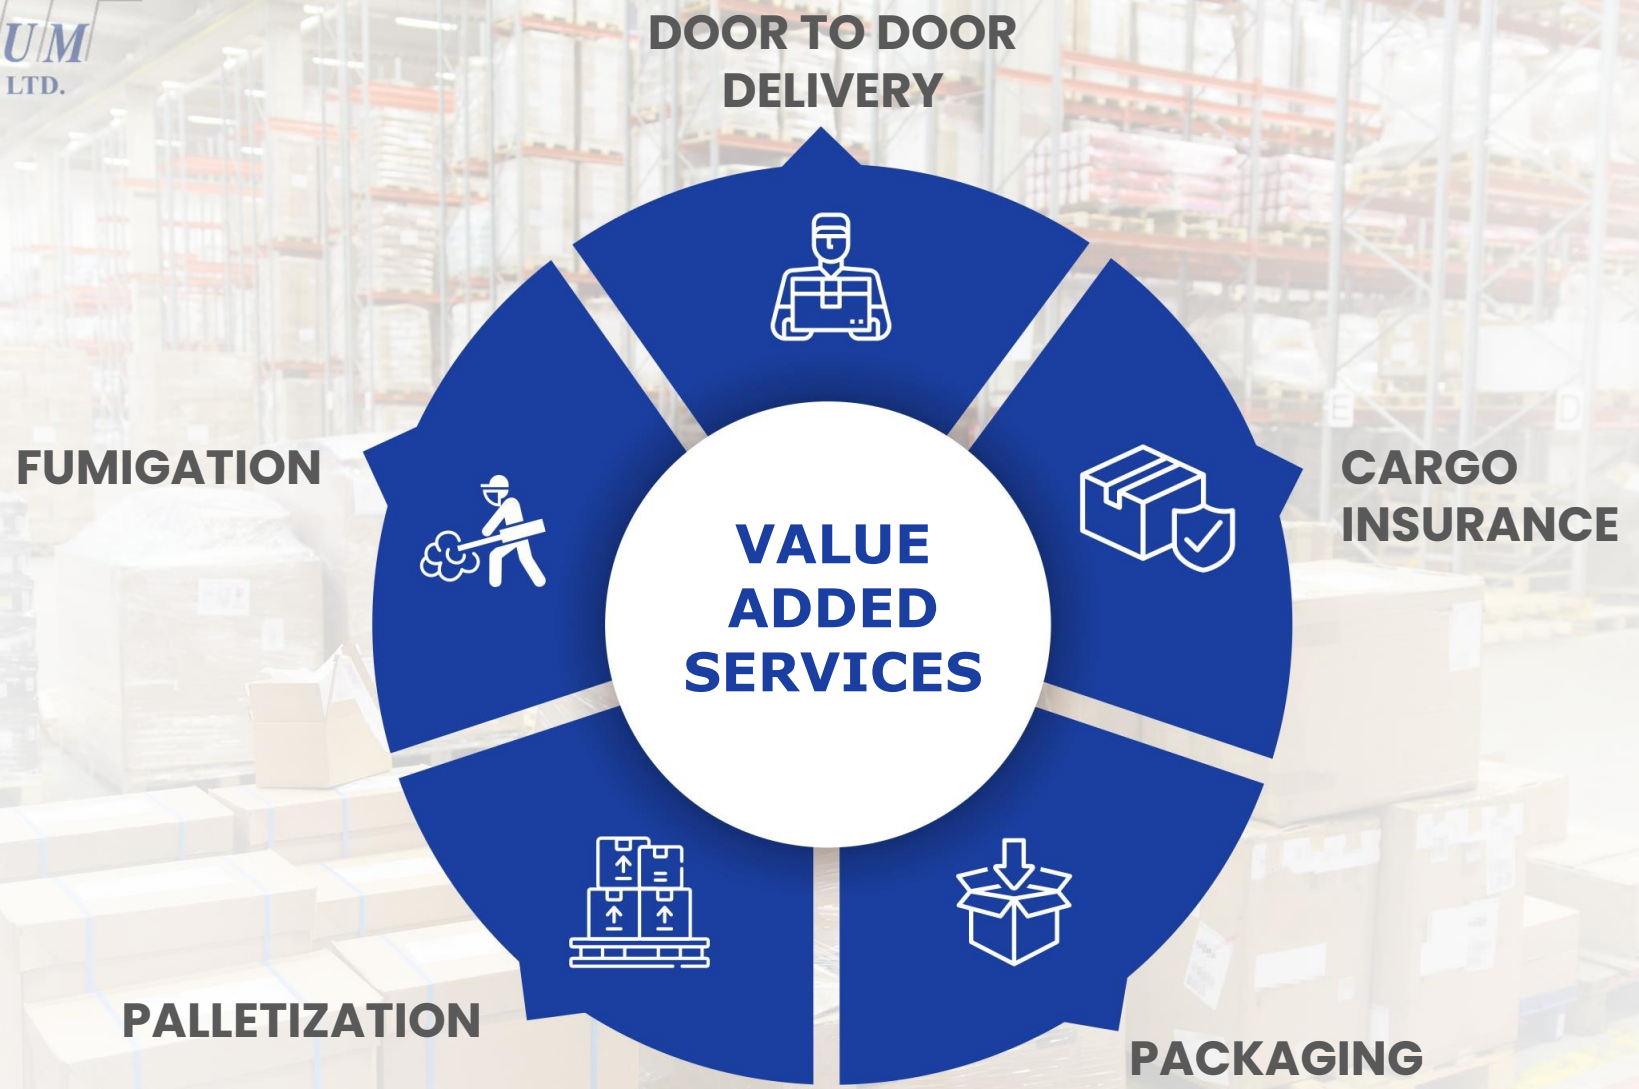 UM
LTD.
DOOR TO DOOR
DELIVERY
FUMIGATION
CARGO
INSURANCE
VALUE
ADDED
SERVICES
PALLETIZATION
PACKAGING
E
D